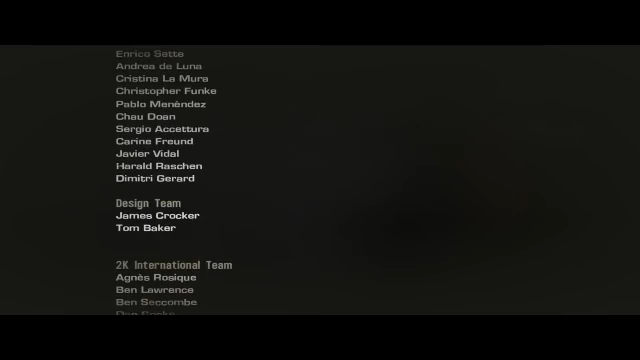 Enrico Sette
Andrea de Luna
Cristina La Mura
Christopher Funke
Pablo Menéndez
Chau Doan
Sergio Accettura
Carine Freund
Javier Vidal
Harald Raschen
Dimitri Gerard
Design Team
James Crocker
Tom Baker
2K International Team
Agnès Rosique
Ben Lawrence
Ben Seccombe